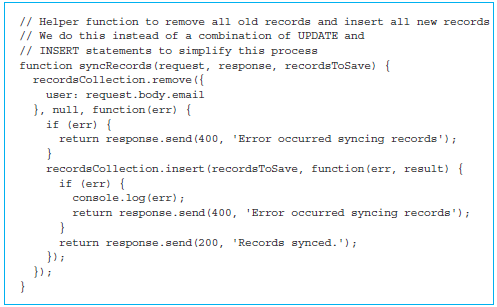 // Helper function to remove all old records and insert all new records
// We do this instead of a combination of UPDATE and
// INSERT statements to simplify this process
function syncRecords(request, response, recordsToSave) {
  recordsCollection.remove({
    user: request.body.email
  }, null, function(err) {
    if (err) {
      return response.send(400, 'Error occurred syncing records');
    }
    recordsCollection.insert(recordsToSave, function(err, result) {
      if (err) {
        console.log(err);
        return response.send(400, 'Error occurred syncing records');
      }
      return response.send(200, 'Records synced.');
    });
  });
}